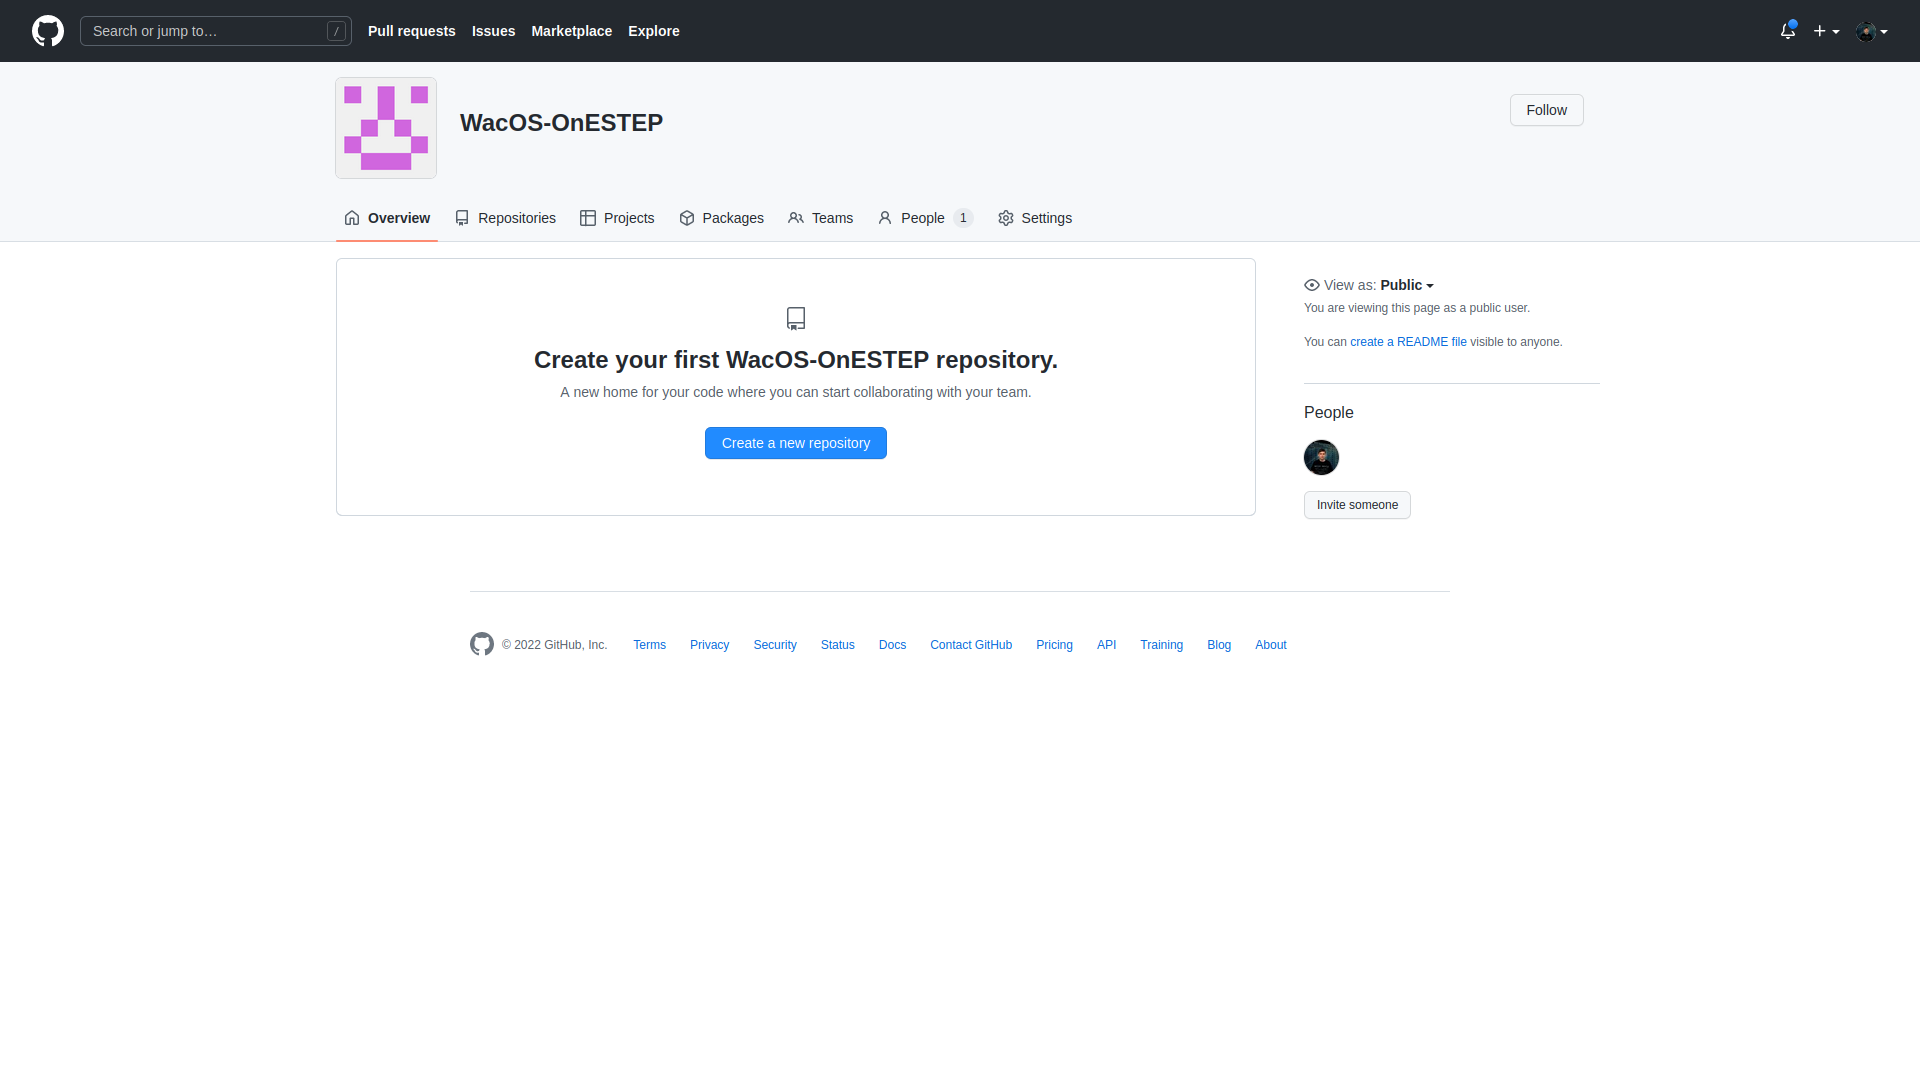 Search or jump to… /
Pull requests Issues Marketplace Explore
WacOS-OnESTEP
Follow
Overview Repositories Projects Packages Teams People 1 Settings
Create your first WacOS-OnESTEP repository.
A new home for your code where you can start collaborating with your team.
Create a new repository
View as: Public
You are viewing this page as a public user.
You can create a README file visible to anyone.
People
Invite someone
© 2022 GitHub, Inc. Terms Privacy Security Status Docs Contact GitHub Pricing API Training Blog About